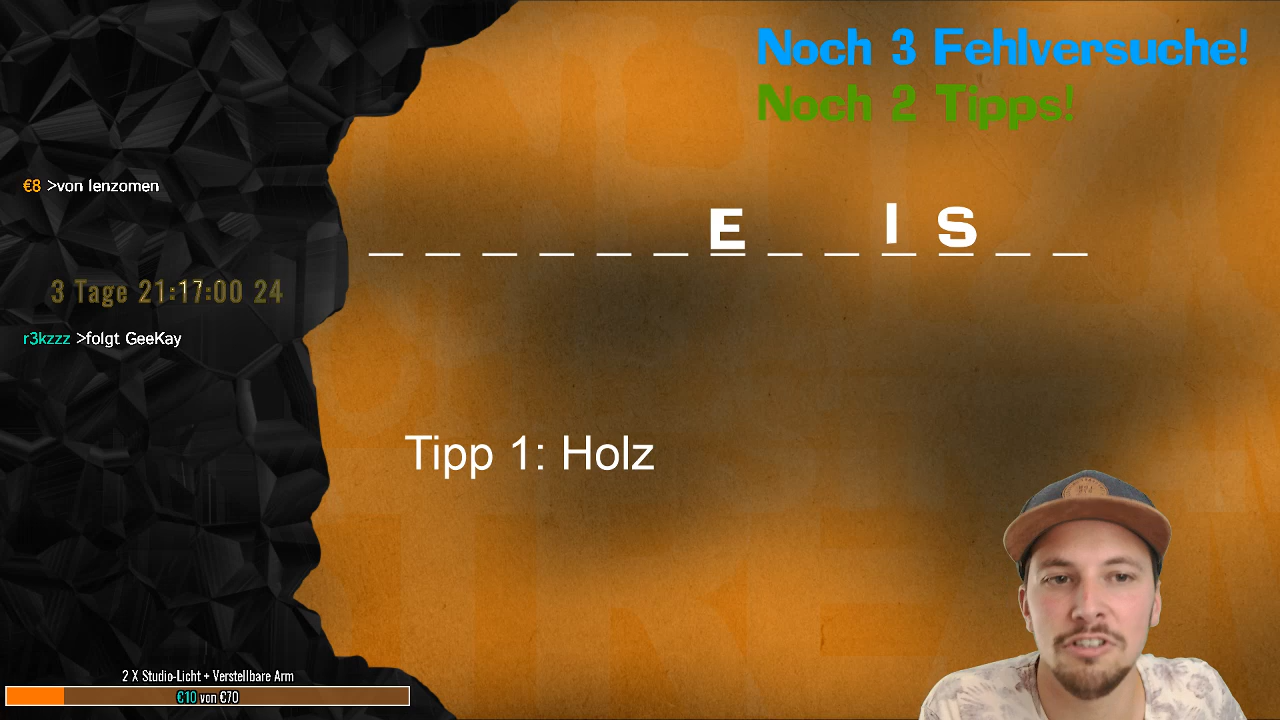 Noch 3 Fehlversuche!
Noch 2 Tipps!
€8 >von lenzomen
_ _ _ _ _ _ E _ _ I S _ _
3 Tage 21:17:00 24
r3kzzz >folgt GeeKay
Tipp 1: Holz
2 X Studio-Licht + Verstellbare Arm
€10 von €70